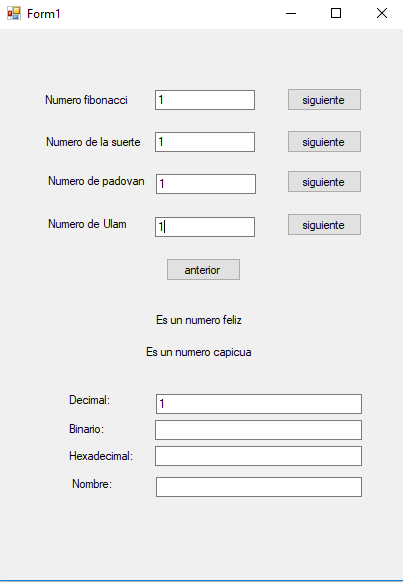 Form1
Numero fibonacci 1 siguiente
Numero de la suerte 1 siguiente
Numero de padovan 1 siguiente
Numero de Ulam 1 siguiente
anterior
Es un numero feliz
Es un numero capicua
Decimal: 1
Binario:
Hexadecimal:
Nombre: